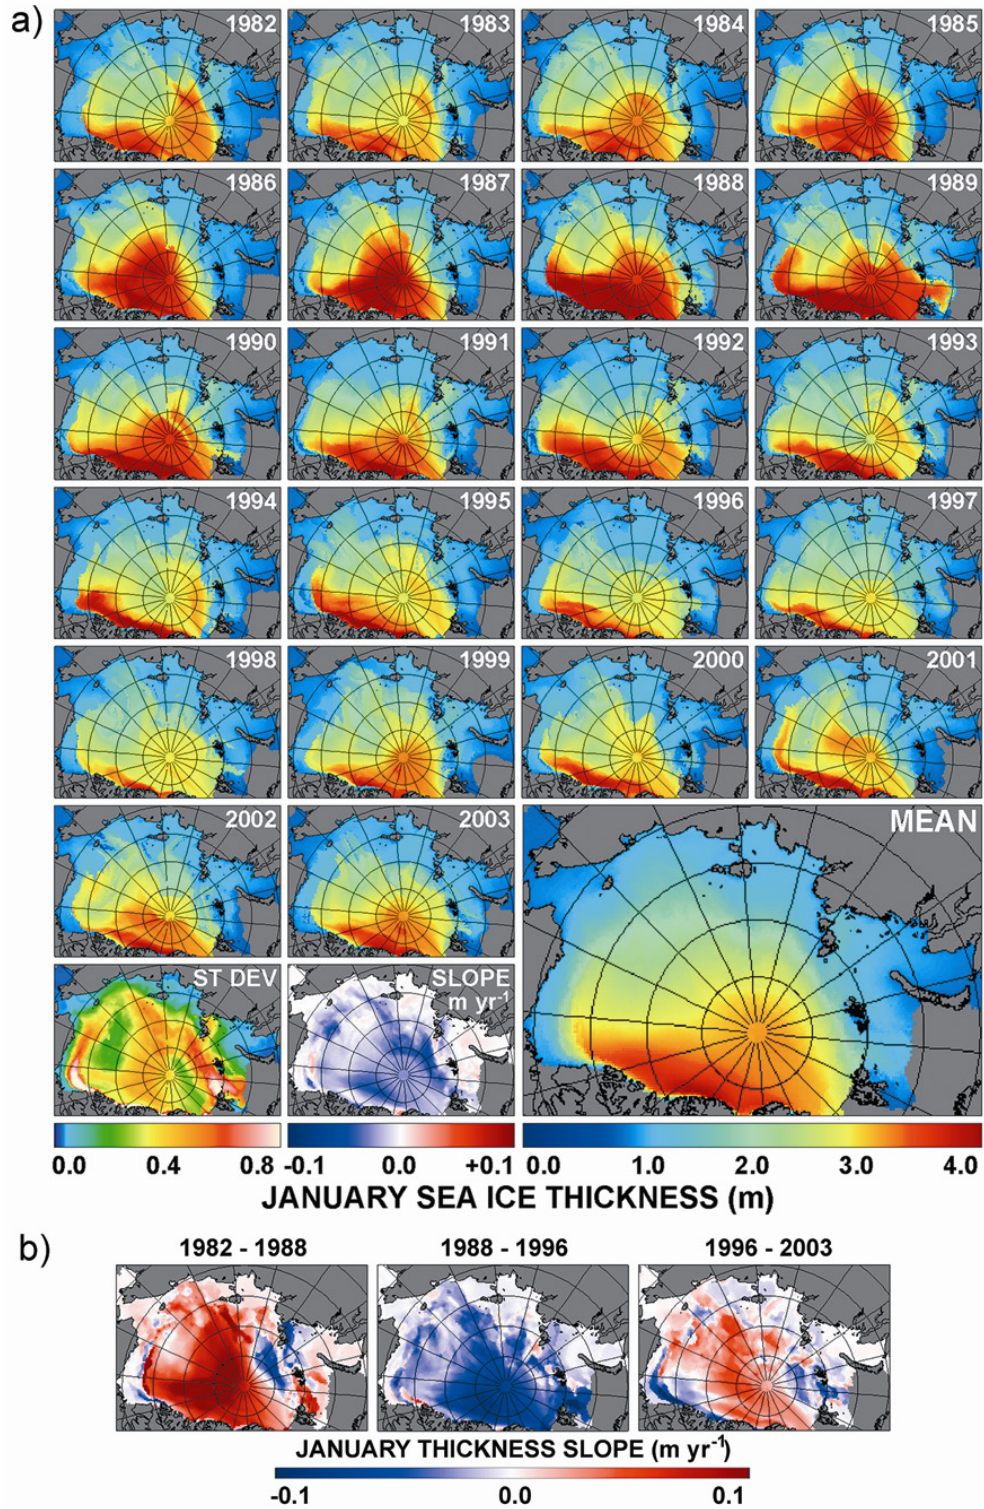 a)
1982 1983 1984 1985
1986 1987 1988 1989
1990 1991 1992 1993
1994 1995 1996 1997
1998 1999 2000 2001
2002 2003 MEAN
ST DEV SLOPE
m yr-1
0.0 0.4 0.8 -0.1 0.0 +0.1 0.0 1.0 2.0 3.0 4.0
JANUARY SEA ICE THICKNESS (m)
b)
1982 - 1988 1988 - 1996 1996 - 2003
JANUARY THICKNESS SLOPE (m yr-1)
-0.1 0.0 0.1